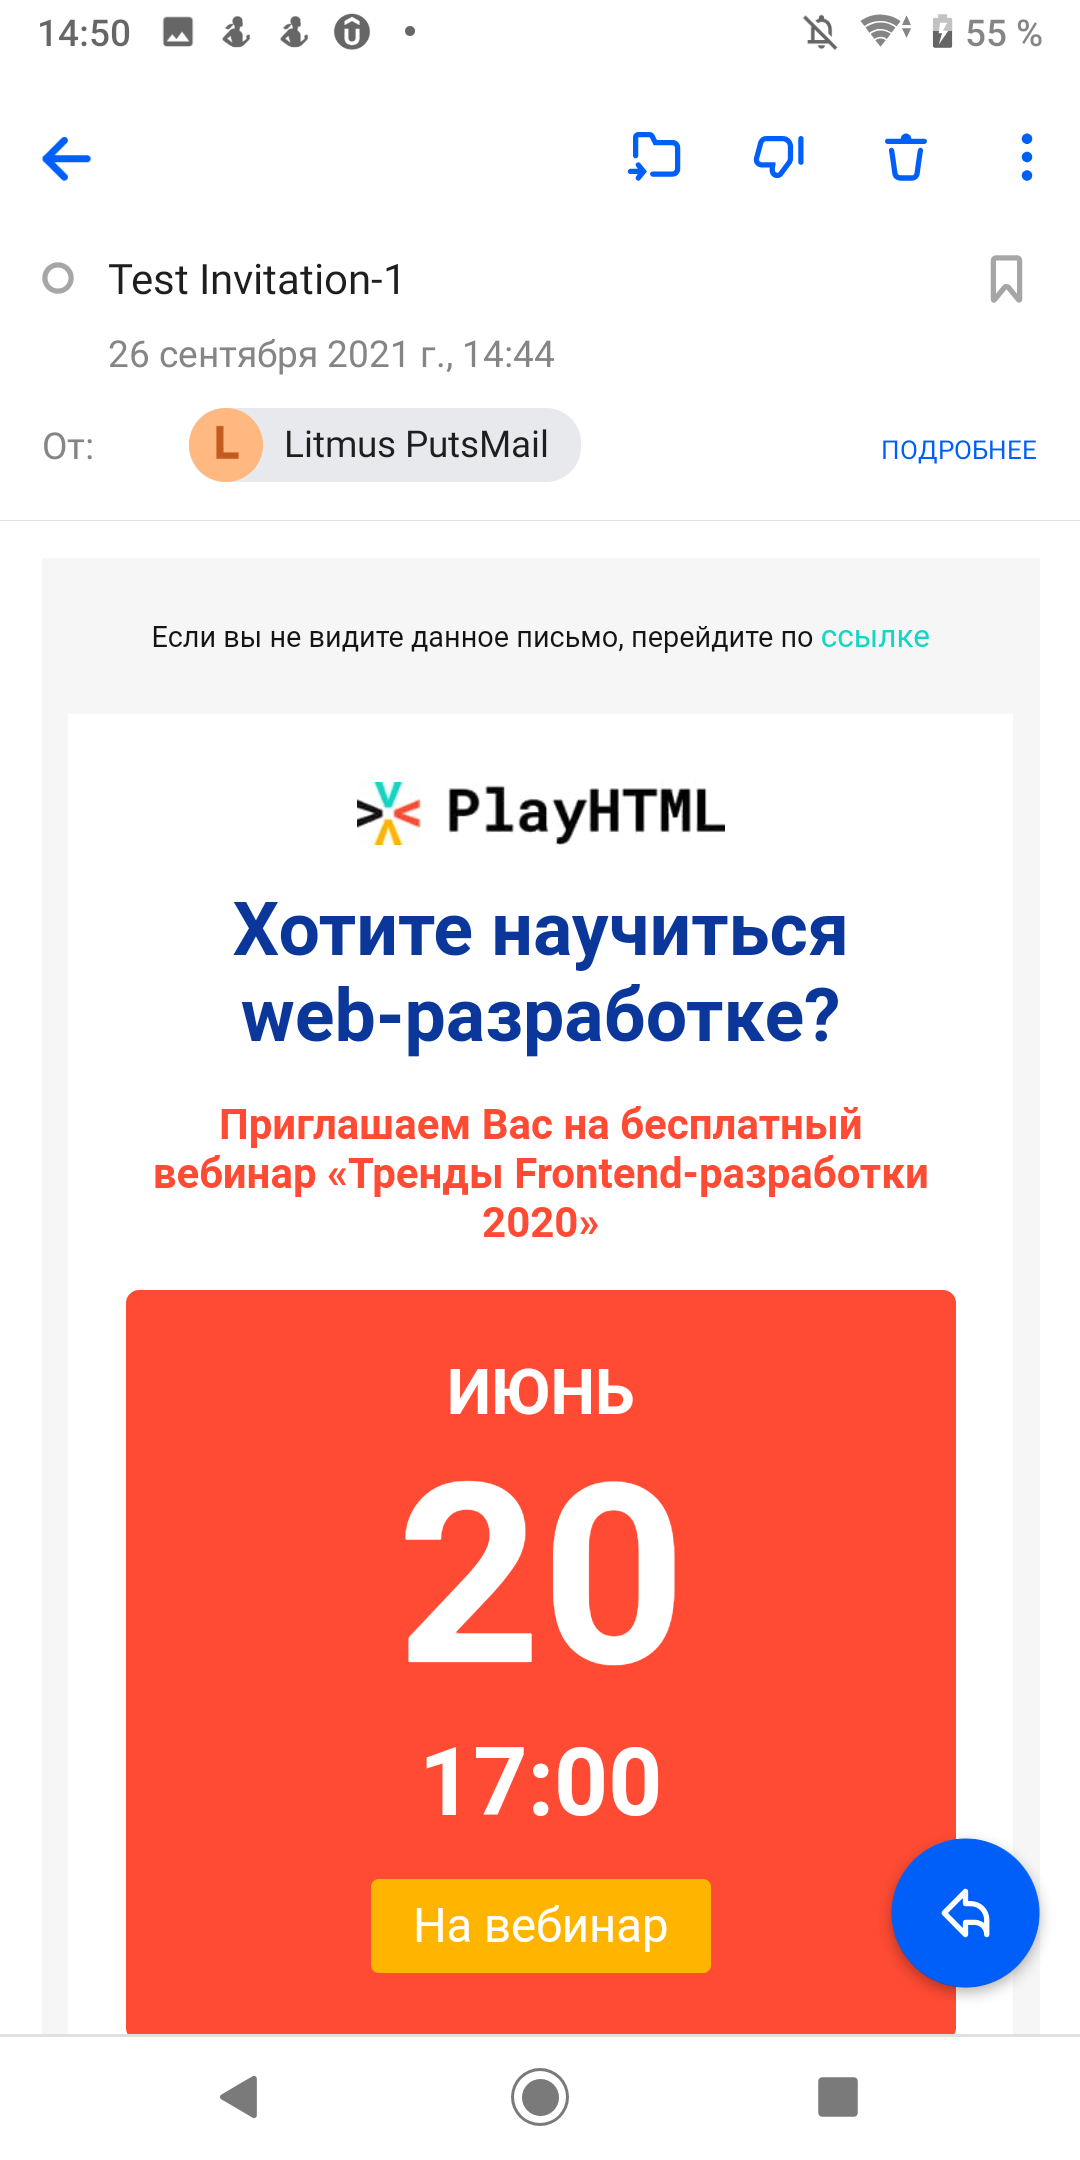 14:50
55 %
Test Invitation-1
26 сентября 2021 г., 14:44
От:
L
Litmus PutsMail
ПОДРОБНЕЕ
Если вы не видите данное письмо, перейдите по ссылке
PlayHTML
Хотите научиться
web-разработке?
Приглашаем Вас на бесплатный
вебинар «Тренды Frontend-разработки
2020»
ИЮНЬ
20
17:00
На вебинар